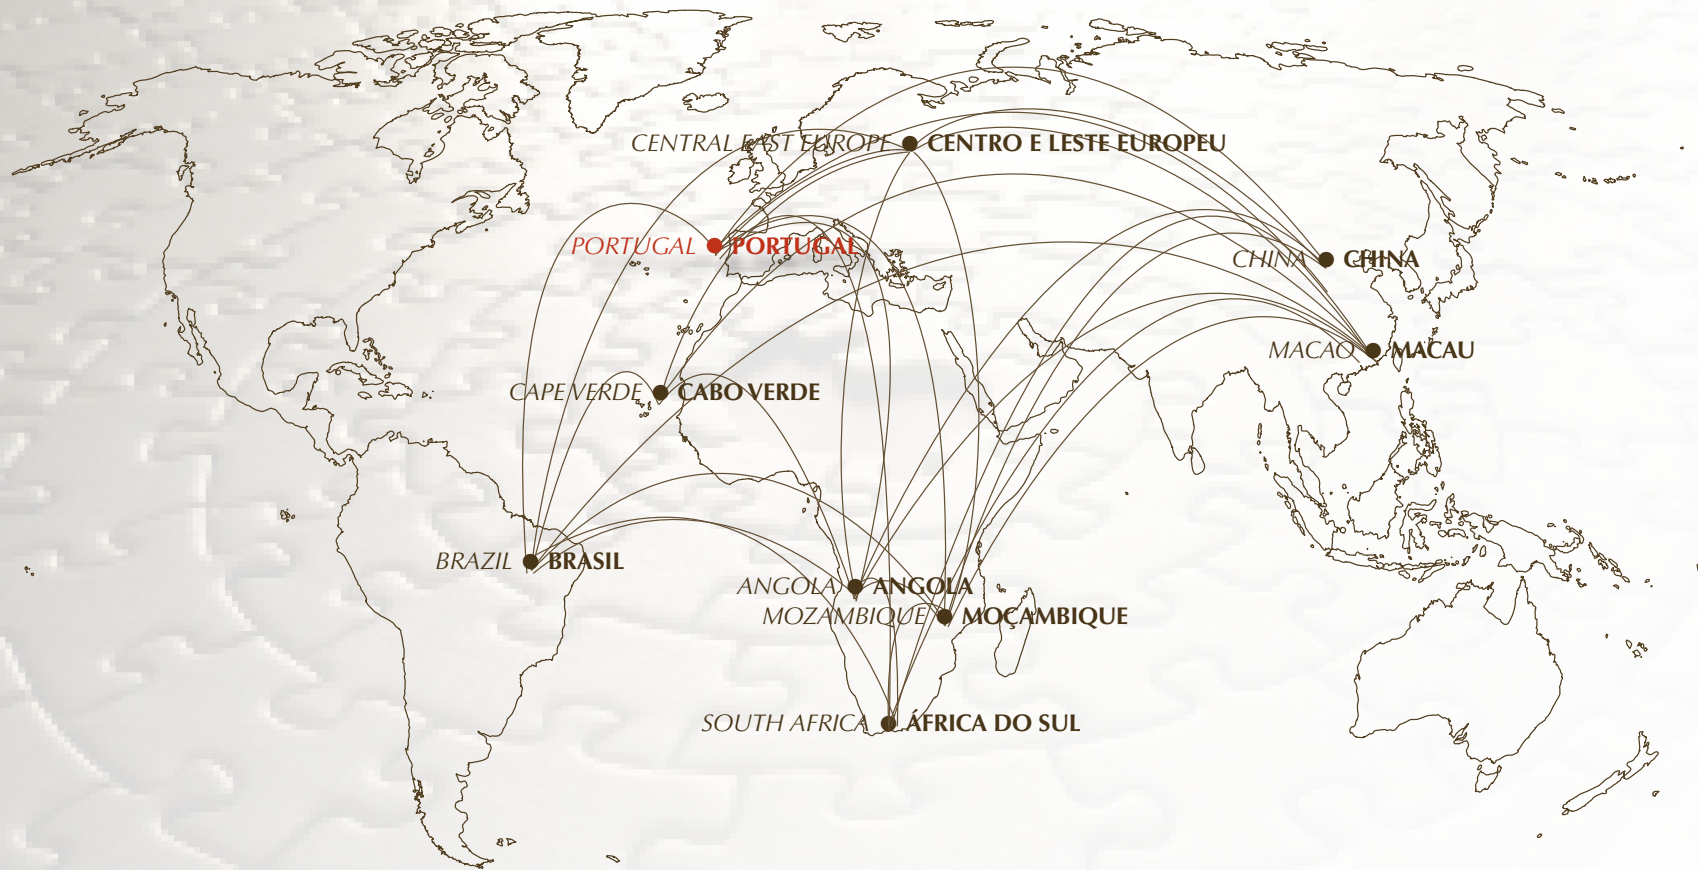 CENTRAL EAST EUROPE CENTRO E LESTE EUROPEU
PORTUGAL PORTUGAL
CHINA CHINA
MACAO MACAU
CAPE VERDE CABO VERDE
BRAZIL BRASIL
ANGOLA ANGOLA
MOZAMBIQUE MOÇAMBIQUE
SOUTH AFRICA ÁFRICA DO SUL